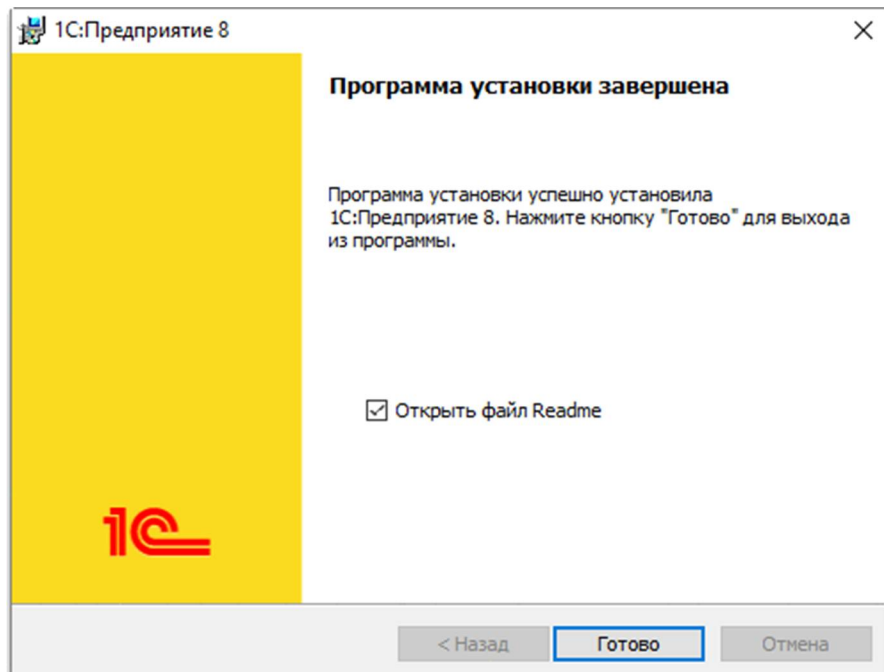 1С:Предприятие 8
Программа установки завершена
Программа установки успешно установила
1С:Предприятие 8. Нажмите кнопку "Готово" для выхода
из программы.
Открыть файл Readme
1С
< Назад
Готово
Отмена